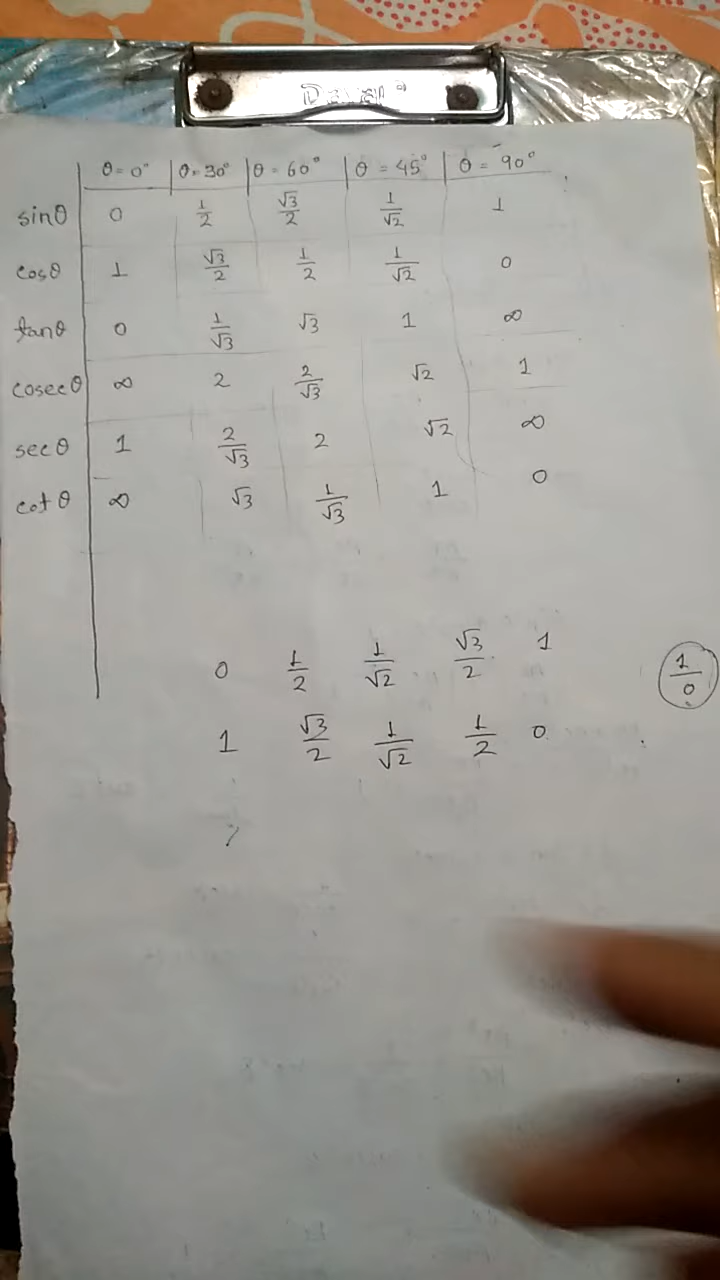 θ = 0° | θ = 30° | θ = 60° | θ = 45° | θ = 90°
sinθ 0 1/2 √3/2 1/√2 1
cosθ 1 √3/2 1/2 1/√2 0
tanθ 0 1/√3 √3 1 ∞
cosecθ ∞ 2 2/√3 √2 1
secθ 1 2/√3 2 √2 ∞
cotθ ∞ √3 1/√3 1 0
0 1/2 1/√2 √3/2 1
1/0
1 √3/2 1/√2 1/2 0